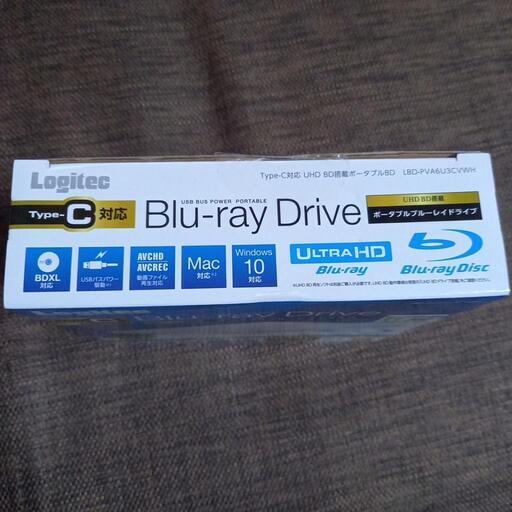 Type-C対応 UHD BD搭載ポータブルBD LBD-PVA6U3CVWH
Logitec
USB BUS POWER PORTABLE
Type-C 対応
Blu-ray Drive
UHD BD搭載
ポータブルブルーレイドライブ
BDXL
対応
USBバスパワー
駆動
AVCHD
AVCREC
動画ファイル
再生対応
Mac
対応
Windows
10
対応
ULTRA HD
Blu-ray
Blu-ray Disc
Logitec
Blu-ray Drive